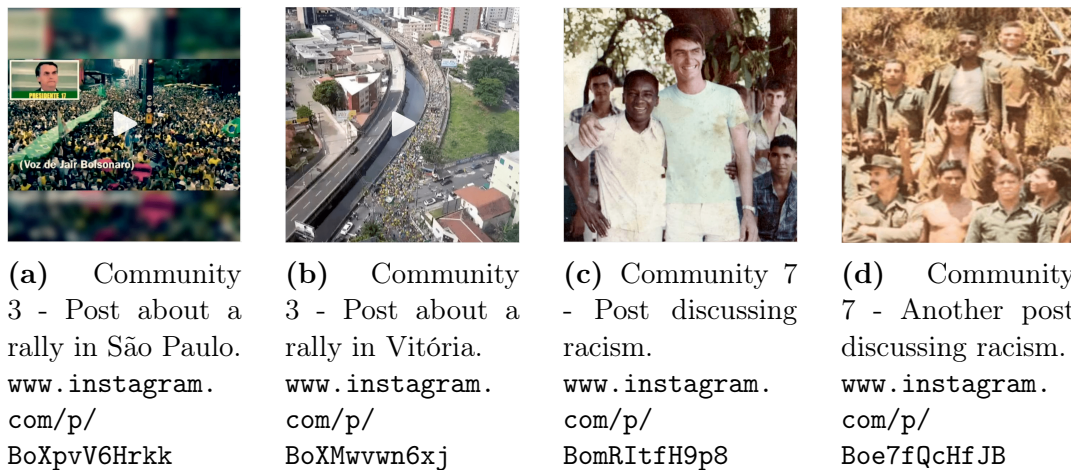 PRESIDENTE 17
(Voz de Jair Bolsonaro)
(a) Community
3 - Post about a
rally in São Paulo.
www.instagram.
com/p/
BoXpvV6Hrkk
(b) Community
3 - Post about a
rally in Vitória.
www.instagram.
com/p/
BoXMwvwn6xj
(c) Community 7
- Post discussing
racism.
www.instagram.
com/p/
BomRItfH9p8
(d) Community
7 - Another post
discussing racism.
www.instagram.
com/p/
Boe7fQcHfJB